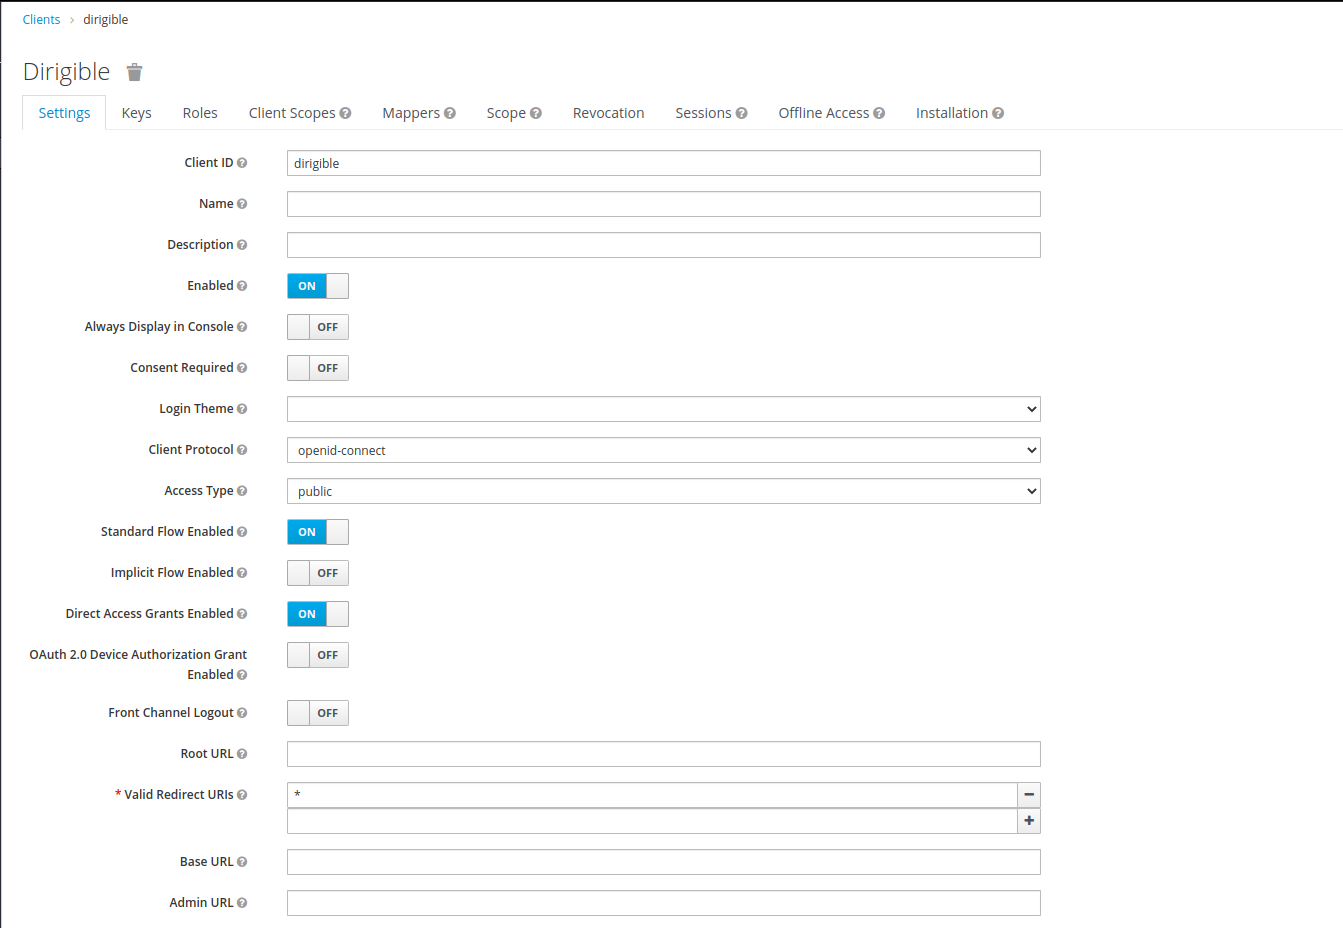 Clients > dirigible
Dirigible
Settings Keys Roles Client Scopes Mappers Scope Revocation Sessions Offline Access Installation
Client ID dirigible
Name
Description
Enabled ON
Always Display in Console OFF
Consent Required OFF
Login Theme
Client Protocol openid-connect
Access Type public
Standard Flow Enabled ON
Implicit Flow Enabled OFF
Direct Access Grants Enabled ON
OAuth 2.0 Device Authorization Grant OFF
Enabled
Front Channel Logout OFF
Root URL
* Valid Redirect URIs *
Base URL
Admin URL